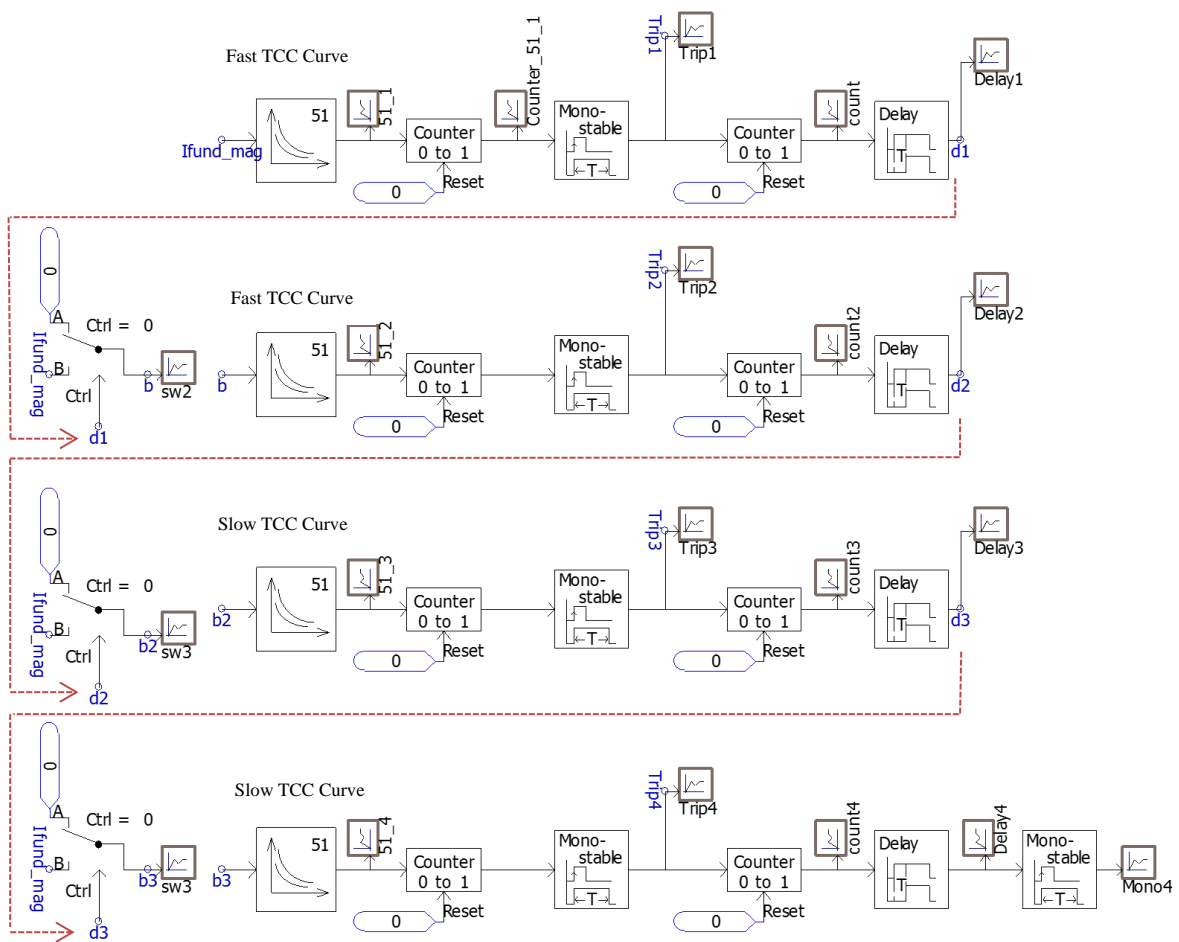 Fast TCC Curve
Ifund_mag
51
51_1
Counter
0 to 1
0
Reset
Counter_51_1
Mono-
stable
T
Trip1
Trip1
Counter
0 to 1
0
Reset
count
Delay
T
d1
Delay1
0
A
B
Ctrl = 0
Ifund_mag
Ctrl
d1
b
sw2
Fast TCC Curve
b
51
51_2
Counter
0 to 1
0
Reset
Mono-
stable
T
Trip2
Trip2
Counter
0 to 1
0
Reset
count2
Delay
T
d2
Delay2
0
A
B
Ctrl = 0
Ifund_mag
Ctrl
d2
b2
sw3
Slow TCC Curve
b2
51
51_3
Counter
0 to 1
0
Reset
Mono-
stable
T
Trip3
Trip3
Counter
0 to 1
0
Reset
count3
Delay
T
d3
Delay3
0
A
B
Ctrl = 0
Ifund_mag
Ctrl
d3
b3
sw3
Slow TCC Curve
b3
51
51_4
Counter
0 to 1
0
Reset
Mono-
stable
T
Trip4
Trip4
Counter
0 to 1
0
Reset
count4
Delay
T
Delay4
Mono-
stable
T
Mono4